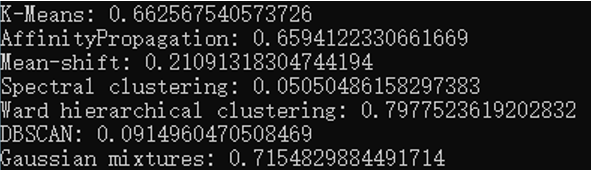 K-Means: 0.662567540573726
AffinityPropagation: 0.6594122330661669
Mean-shift: 0.21091318304744194
Spectral clustering: 0.05050486158297383
Ward hierarchical clustering: 0.7977523619202832
DBSCAN: 0.0914960470508469
Gaussian mixtures: 0.7154829884491714